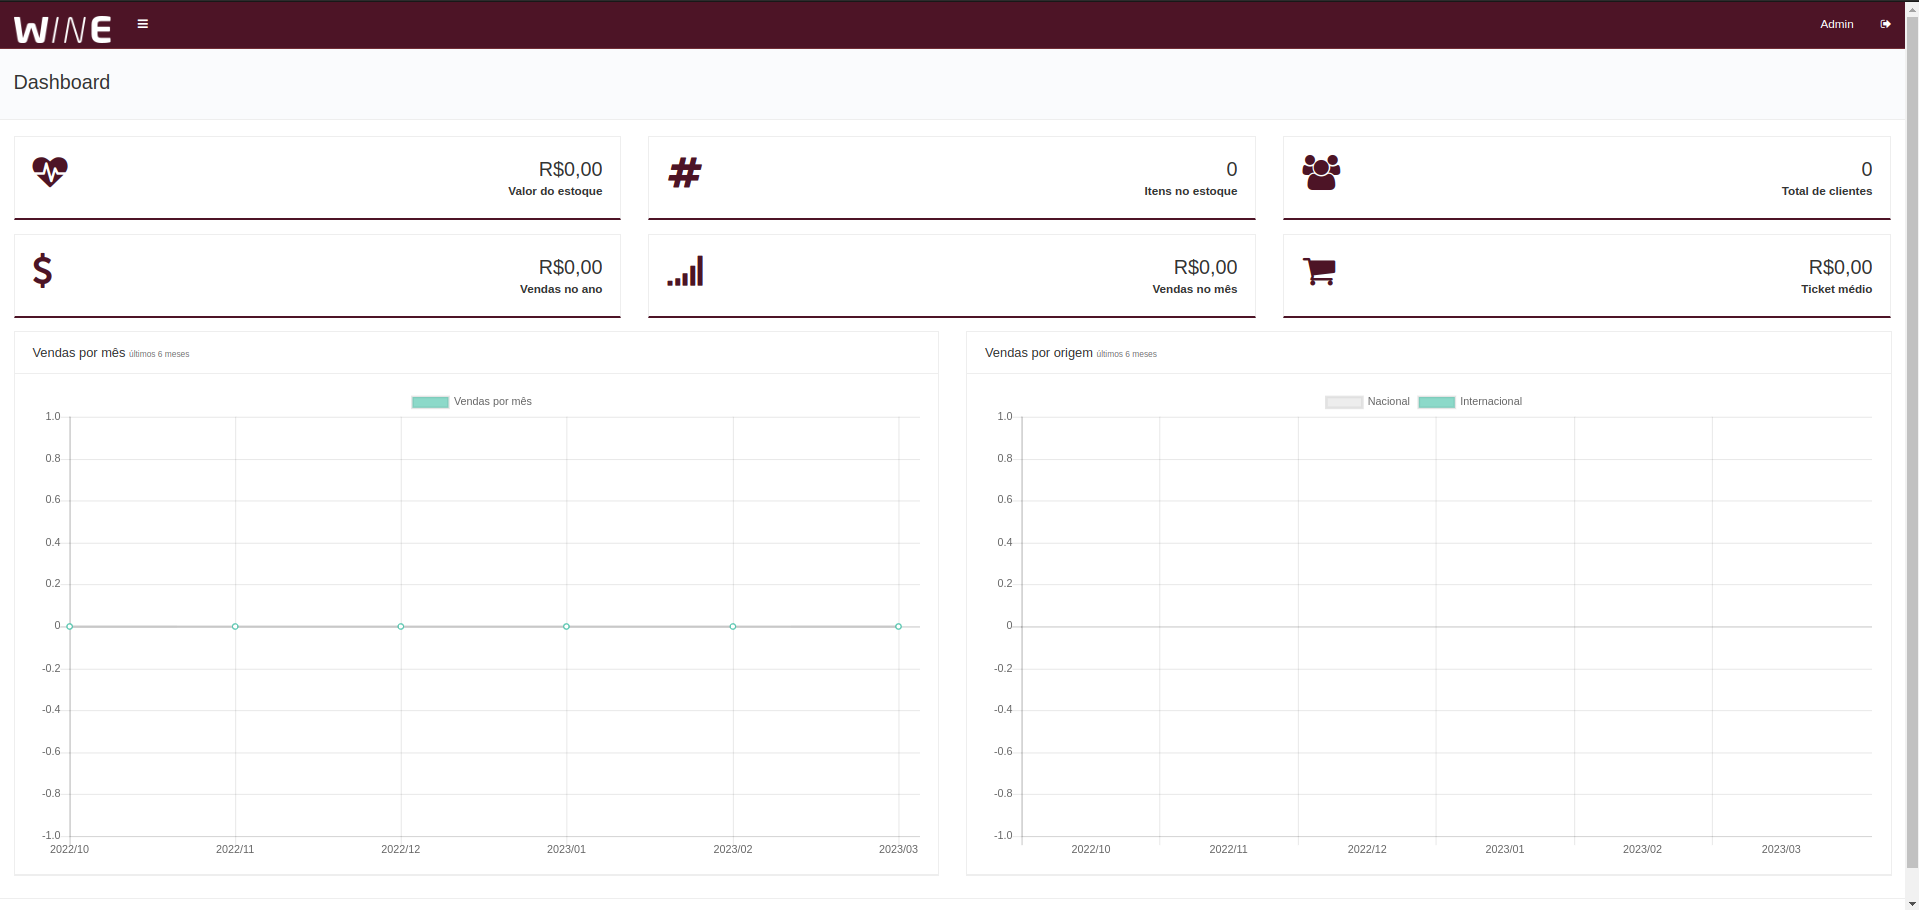 WINE
Admin
Dashboard
R$0,00
Valor do estoque
0
Itens no estoque
0
Total de clientes
R$0,00
Vendas no ano
R$0,00
Vendas no mês
R$0,00
Ticket médio
Vendas por mês últimos 6 meses
Vendas por mês
1.0
0.8
0.6
0.4
0.2
0
-0.2
-0.4
-0.6
-0.8
-1.0
2022/10 2022/11 2022/12 2023/01 2023/02 2023/03
Vendas por origem últimos 6 meses
Nacional Internacional
1.0
0.8
0.6
0.4
0.2
0
-0.2
-0.4
-0.6
-0.8
-1.0
2022/10 2022/11 2022/12 2023/01 2023/02 2023/03